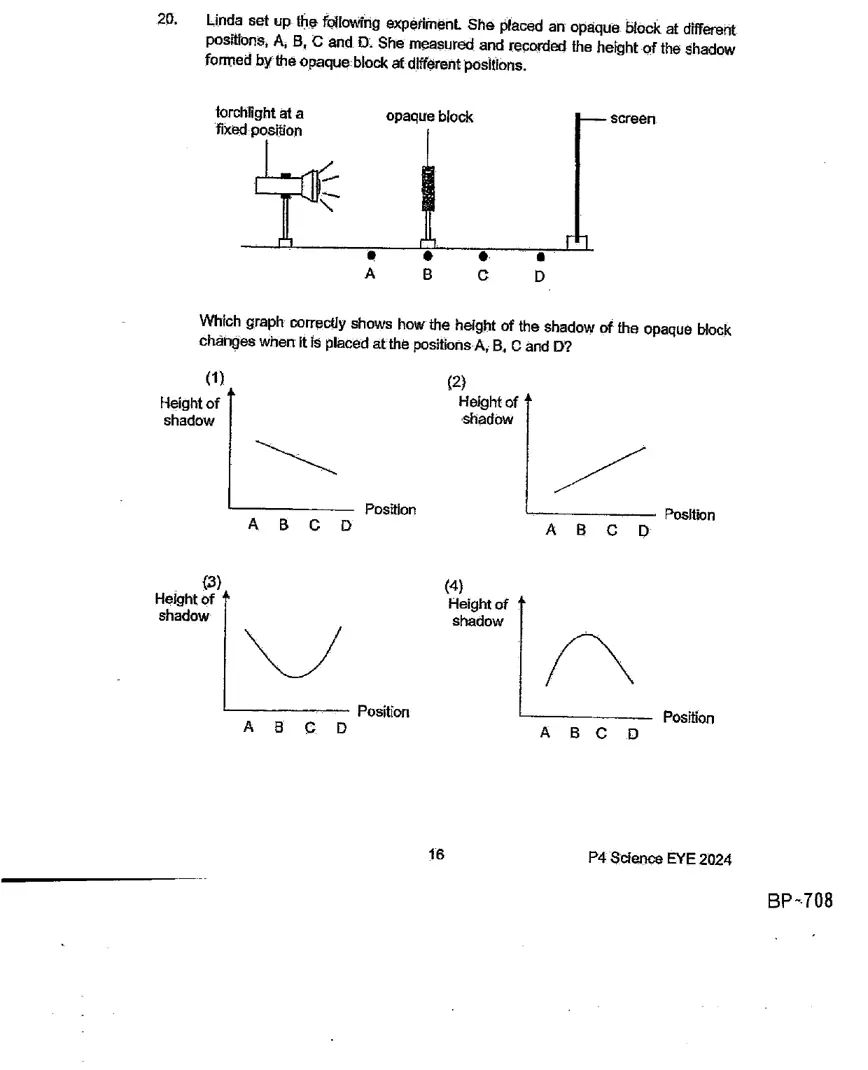 20. Linda set up the following experiment. She placed an opaque block at different
positions, A, B, C and D. She measured and recorded the height of the shadow
formed by the opaque block at different positions.
torchlight at a
fixed position
opaque block
screen
A B C D
Which graph correctly shows how the height of the shadow of the opaque block
changes when it is placed at the positions A, B, C and D?
(1)
Height of
shadow
Position
A B C D
(2)
Height of
shadow
Position
A B C D
(3)
Height of
shadow
Position
A B C D
(4)
Height of
shadow
Position
A B C D
16
P4 Science EYE 2024
BP-708